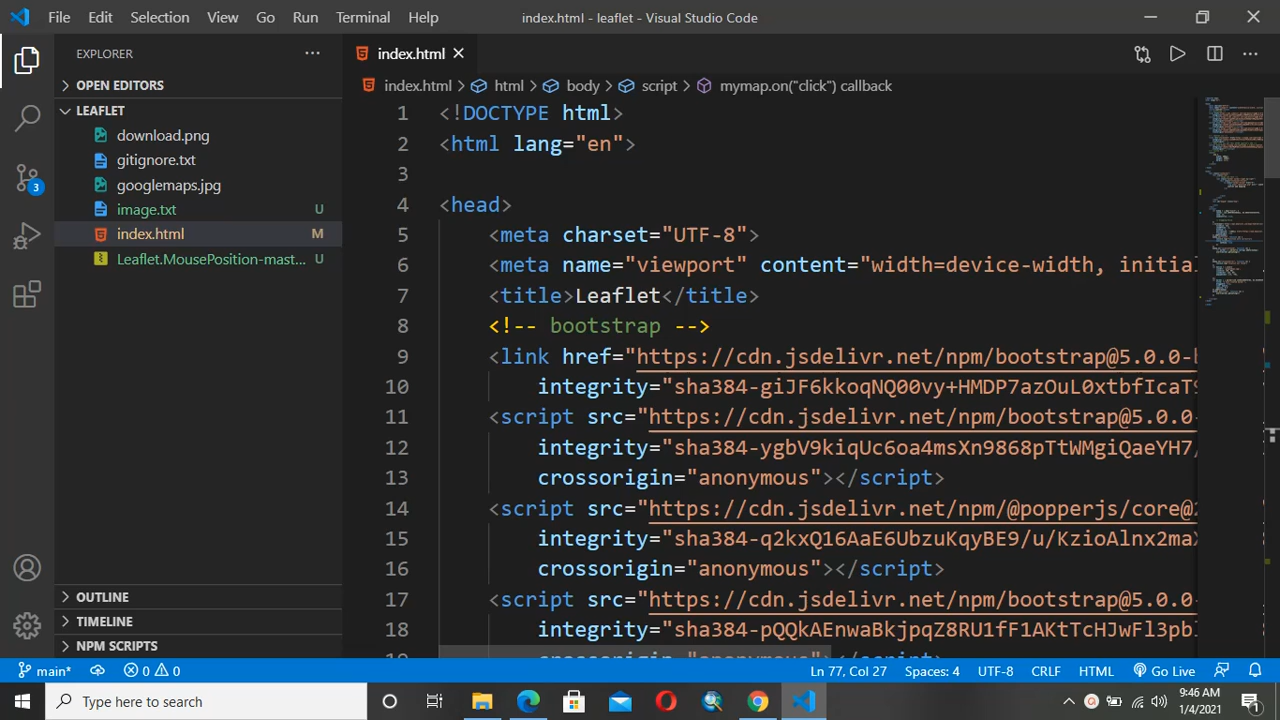 File Edit Selection View Go Run Terminal Help
index.html - leaflet - Visual Studio Code
EXPLORER
OPEN EDITORS
LEAFLET
download.png
gitignore.txt
googlemaps.jpg
image.txt U
index.html M
Leaflet.MousePosition-mast... U
OUTLINE
TIMELINE
NPM SCRIPTS
3
index.html
index.html > html > body > script > mymap.on("click") callback
1 <!DOCTYPE html>
2 <html lang="en">
3
4 <head>
5 <meta charset="UTF-8">
6 <meta name="viewport" content="width=device-width, initial
7 <title>Leaflet</title>
8 <!-- bootstrap -->
9 <link href="https://cdn.jsdelivr.net/npm/bootstrap@5.0.0-b
10 integrity="sha384-giJF6kkoqNQ00vy+HMDP7azOuL0xtbfIcaT9
11 <script src="https://cdn.jsdelivr.net/npm/bootstrap@5.0.0-
12 integrity="sha384-ygbV9kiqUc6oa4msXn9868pTtWMgiQaeYH7/
13 crossorigin="anonymous"></script>
14 <script src="https://cdn.jsdelivr.net/npm/@popperjs/core@2
15 integrity="sha384-q2kxQ16AaE6UbzuKqyBE9/u/KzioAlnx2max
16 crossorigin="anonymous"></script>
17 <script src="https://cdn.jsdelivr.net/npm/bootstrap@5.0.0-
18 integrity="sha384-pQQkAEnwaBkjpqZ8RU1fF1AKtTcHJwFl3pbl
main* 0 0 Ln 77, Col 27 Spaces: 4 UTF-8 CRLF HTML Go Live
Type here to search
9:46 AM
1/4/2021
1